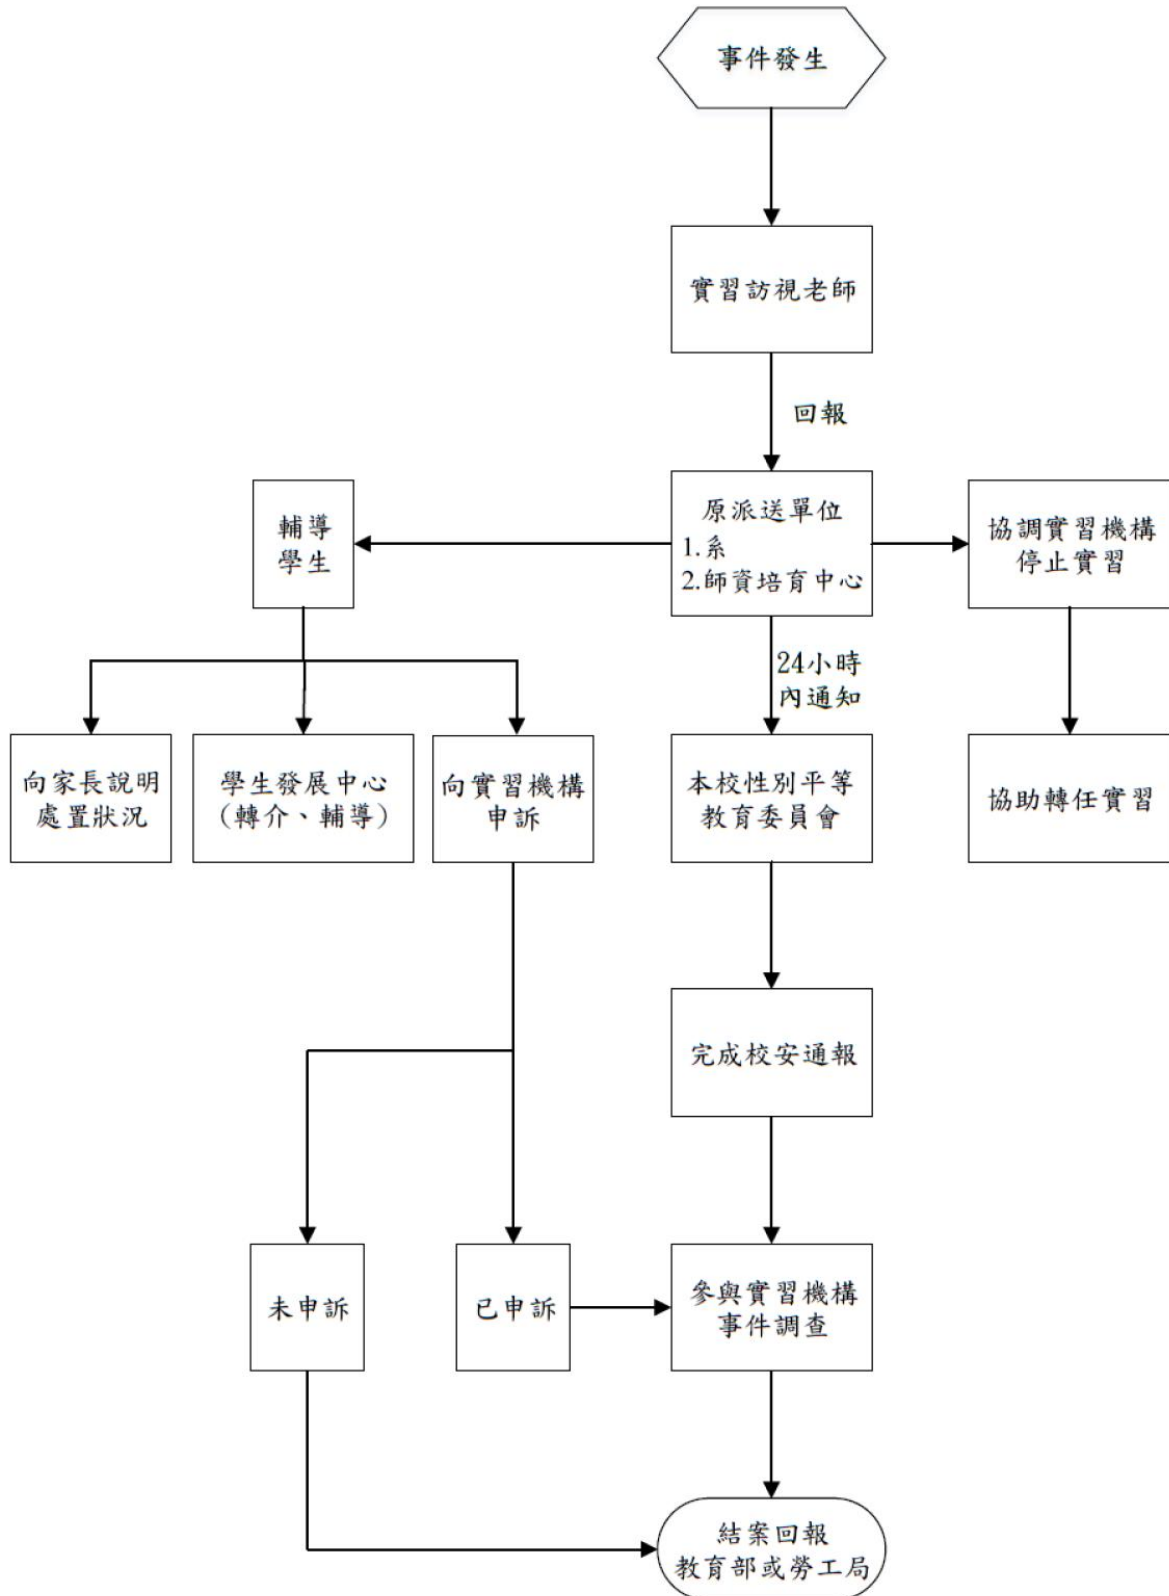 事件發生
實習訪視老師
回報
原派送單位
1.系
2.師資培育中心
輔導
學生
協調實習機構
停止實習
24小時
內通知
向家長說明
處置狀況
學生發展中心
(轉介、輔導)
向實習機構
申訴
本校性別平等
教育委員會
協助轉任實習
完成校安通報
未申訴
已申訴
參與實習機構
事件調查
結案回報
教育部或勞工局